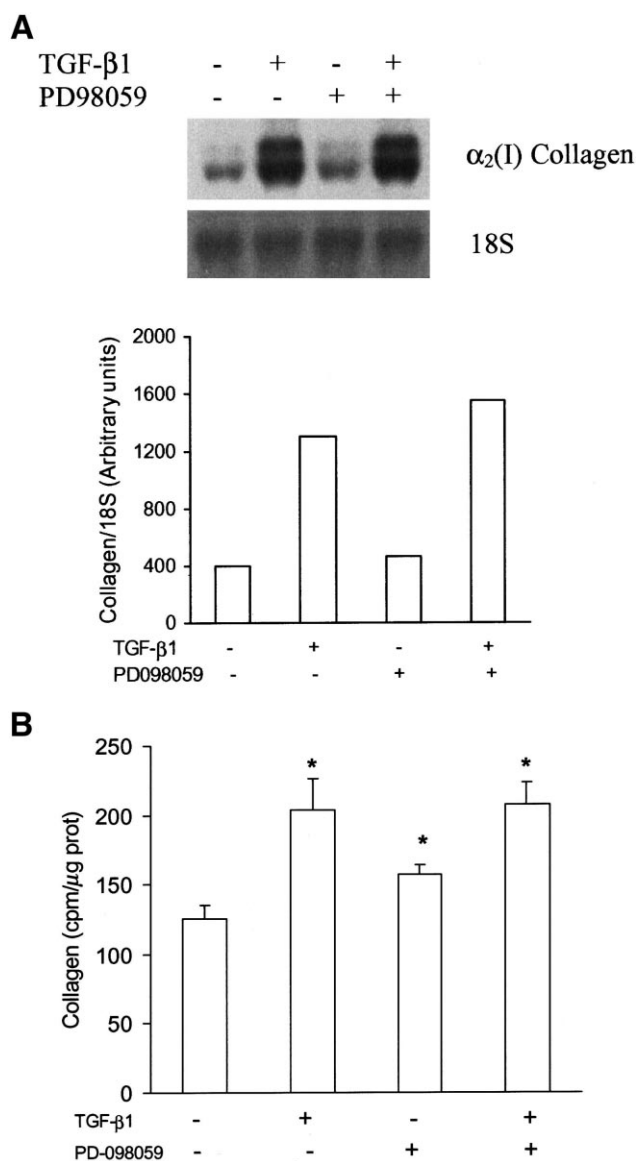 A
TGF-β1 - + - +
PD98059 - - + +
α₂(I) Collagen
18S
Collagen/18S (Arbitrary units)
2000
1600
1200
800
400
0
TGF-β1 - + - +
PD098059 - - + +
B
Collagen (cpm/µg prot)
250
200
150
100
50
0
* * *
TGF-β1 - + - +
PD-098059 - - + +